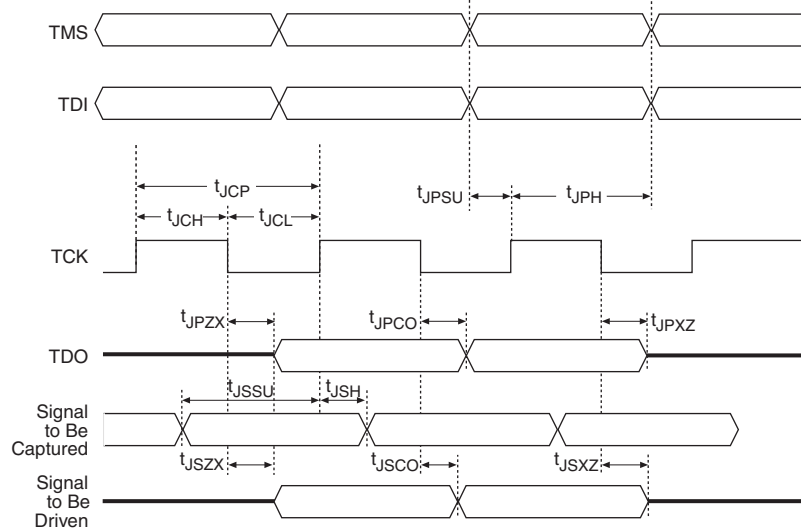 TMS
TDI
tJCP
tJCH
tJCL
tJPSU
tJPH
TCK
tJPZX
tJPCO
tJPXZ
TDO
tJSSU
tJSH
Signal
to Be
Captured
tJSZX
tJSCO
tJSXZ
Signal
to Be
Driven